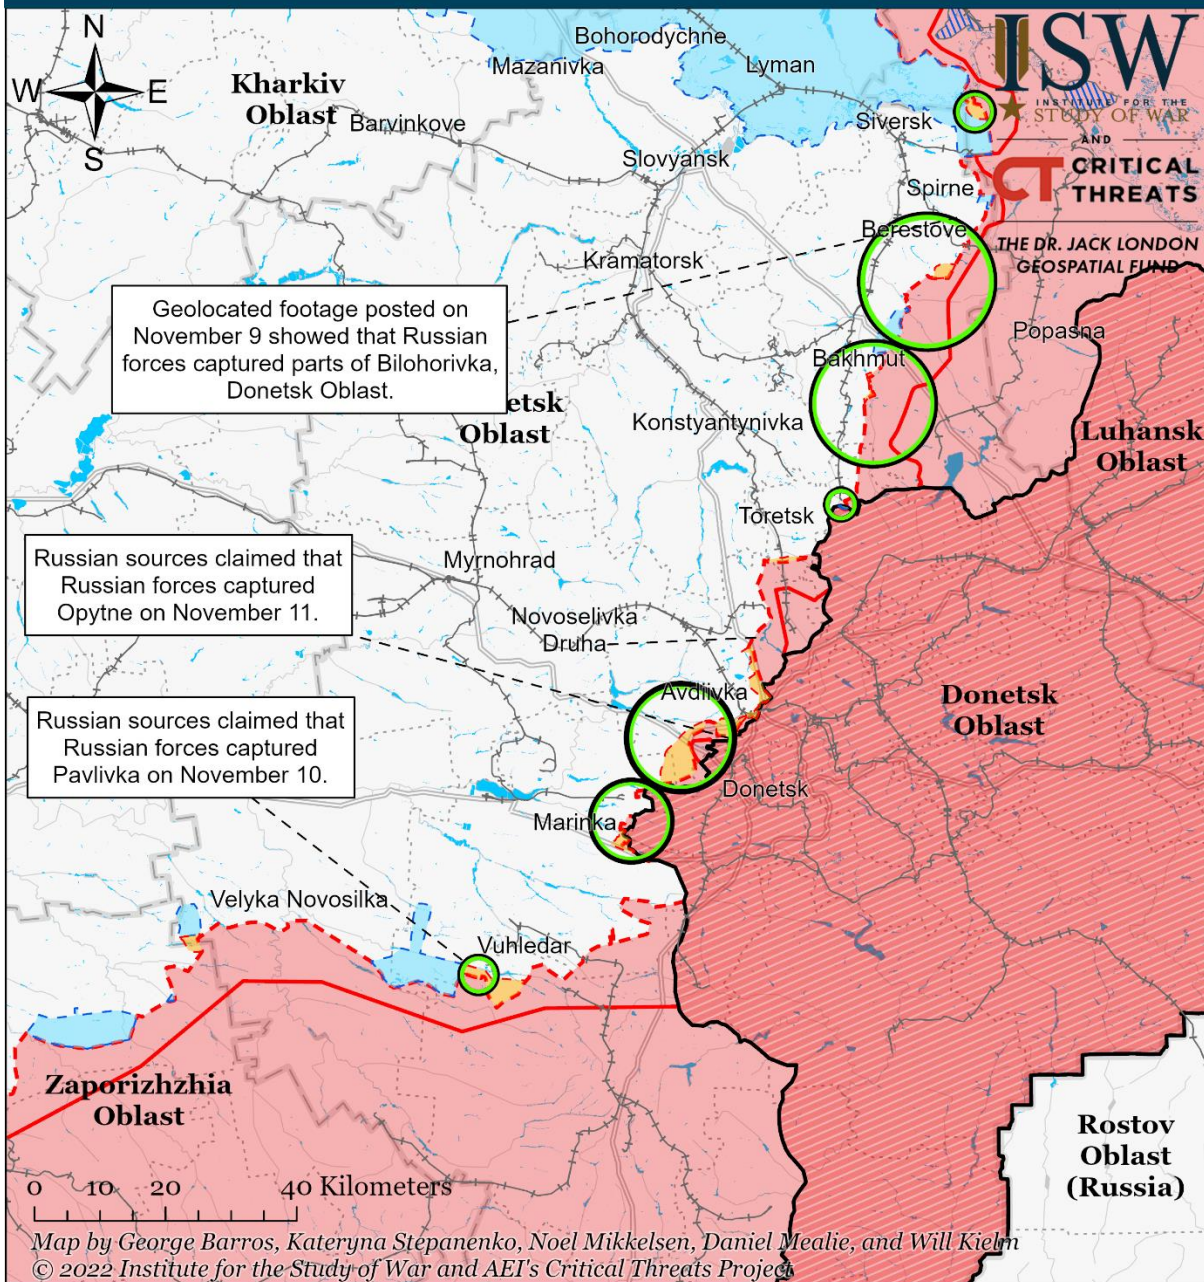 N
W
E
S
ISW
INSTITUTE FOR THE
STUDY OF WAR
AND
CT CRITICAL
THREATS
THE DR. JACK LONDON
GEOSPATIAL FUND
Bohorodychne
Mazanivka
Lyman
Kharkiv
Oblast
Barvinkove
Siversk
Slovyansk
Spirne
Berestove
Kramatorsk
Geolocated footage posted on
November 9 showed that Russian
forces captured parts of Bilohorivka,
Donetsk Oblast.
Popasna
Bakhmut
etsk
Oblast
Konstyantynivka
Luhansk
Oblast
Toretsk
Russian sources claimed that
Russian forces captured
Opytne on November 11.
Myrnohrad
Novoselivka
Druha
Avdiivka
Donetsk
Oblast
Russian sources claimed that
Russian forces captured
Pavlivka on November 10.
Donetsk
Marinka
Velyka Novosilka
Vuhledar
Zaporizhzhia
Oblast
Rostov
Oblast
(Russia)
0 10 20 40 Kilometers
Map by George Barros, Kateryna Stepanenko, Noel Mikkelsen, Daniel Mealie, and Will Kielm
© 2022 Institute for the Study of War and AEI's Critical Threats Project